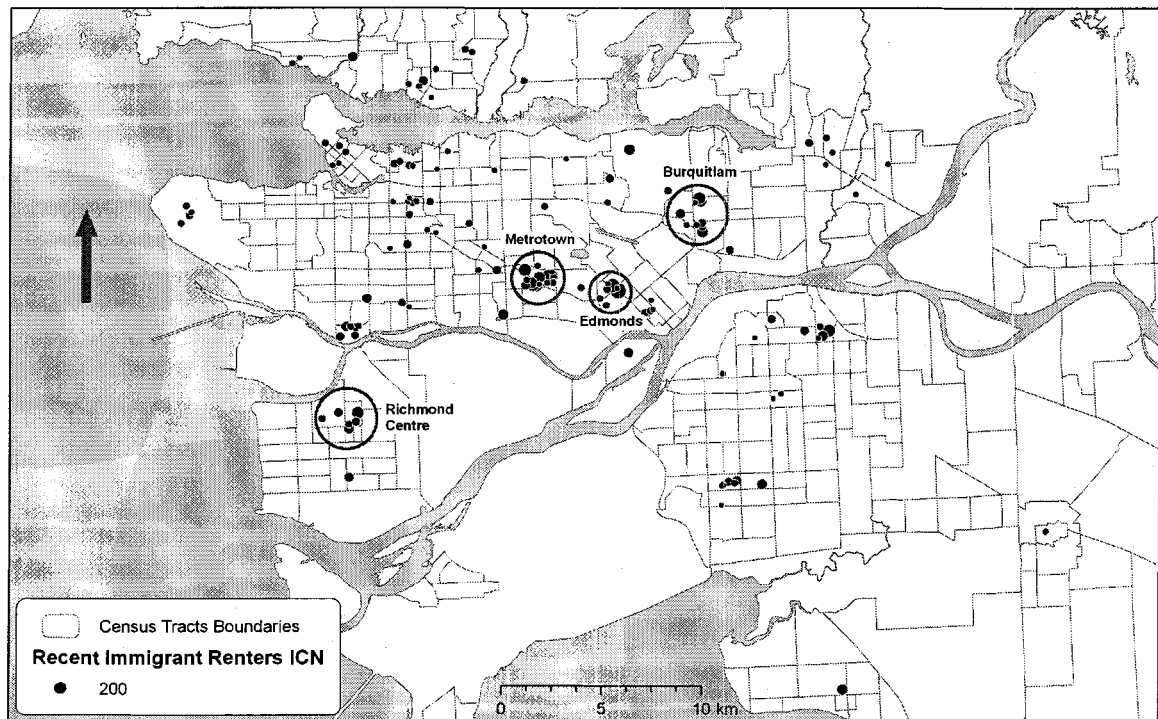 Burquitlam
Metrotown
Edmonds
Richmond
Centre
Census Tracts Boundaries
Recent Immigrant Renters ICN
200
0 5 10 km